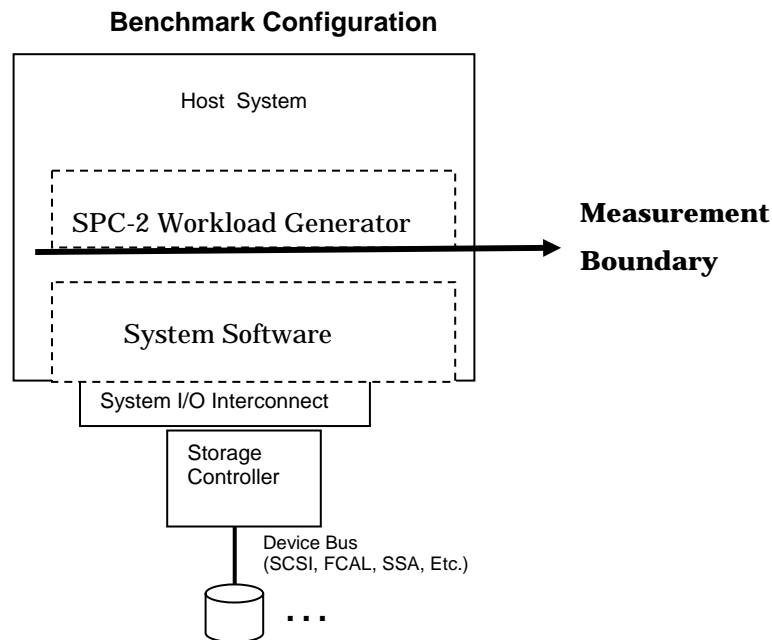 Benchmark Configuration
Host System
SPC-2 Workload Generator
Measurement
Boundary
System Software
System I/O Interconnect
Storage
Controller
Device Bus
(SCSI, FCAL, SSA, Etc.)
...